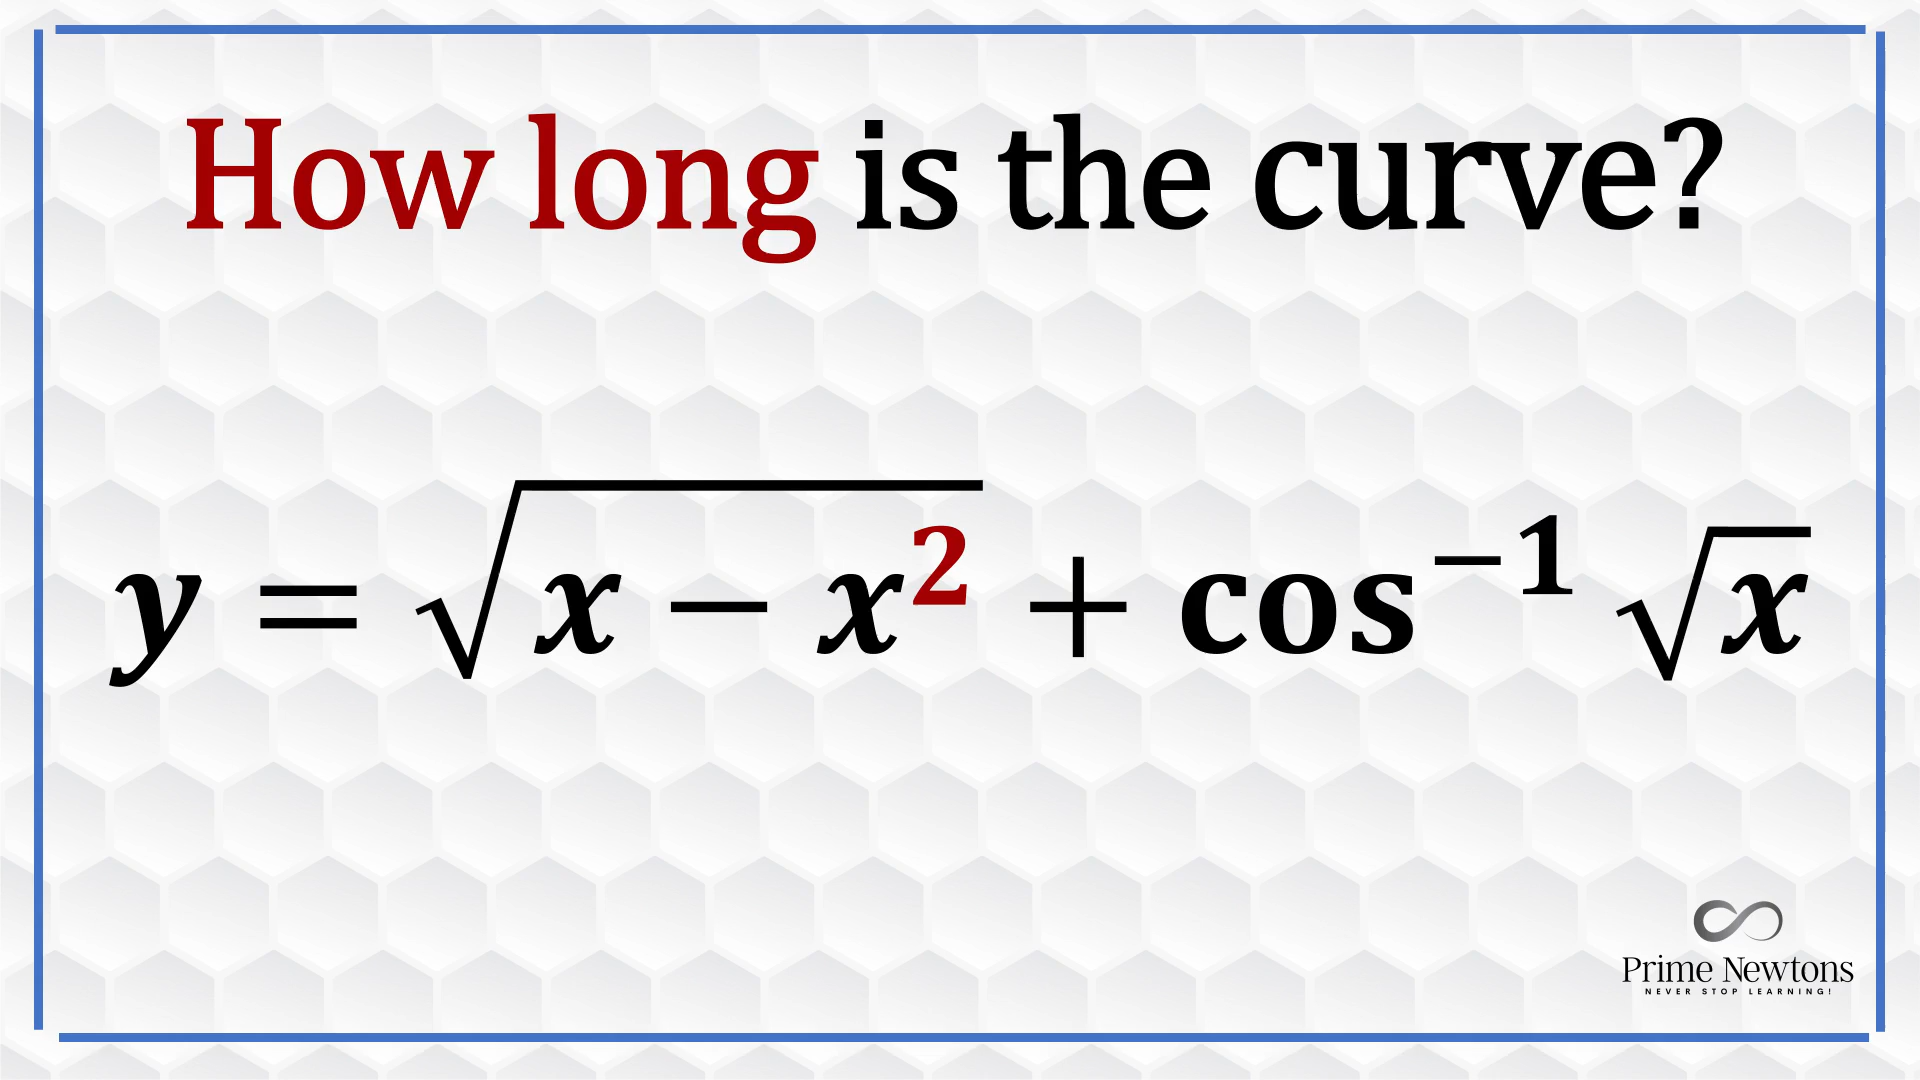 How long is the curve?
y = √(x − x²) + cos⁻¹ √x
Prime Newtons
NEVER STOP LEARNING!